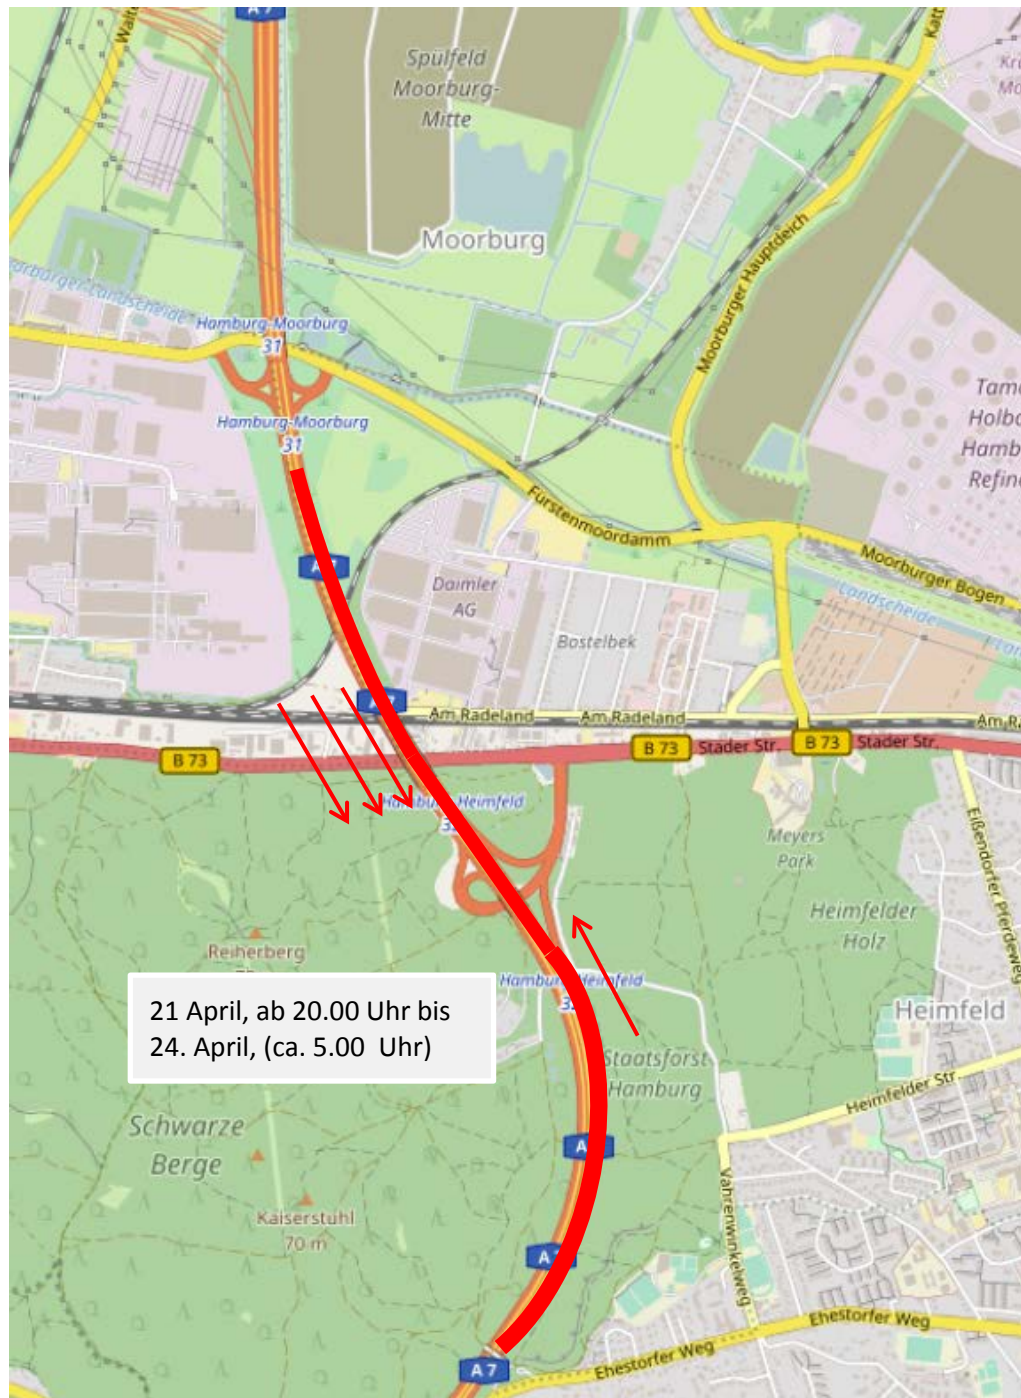 A 7
Spülfeld
Moorburg-
Mitte
Moorburg
Moorburger Hauptdeich
Hamburg-Moorburg
31
Hamburg-Moorburg
31
Fürstenmoordamm
Moorburger Bogen
Landscheide
Daimler
AG
Bostelbek
Am Radeland
Am Radeland
B 73
B 73
Stader Str.
B 73
Stader Str.
Meyers
Park
Eißendorfer Pferdeweg
Heimfelder
Holz
Reiherberg
Hamburg-Heimfeld
Heimfeld
21 April, ab 20.00 Uhr bis
24. April, (ca. 5.00 Uhr)
Staatsforst
Hamburg
Heimfelder Str.
Schwarze
Berge
Kaiserstuhl
70 m
Vahrenwinkelweg
Ehestorfer Weg
Ehestorfer Weg
A 7